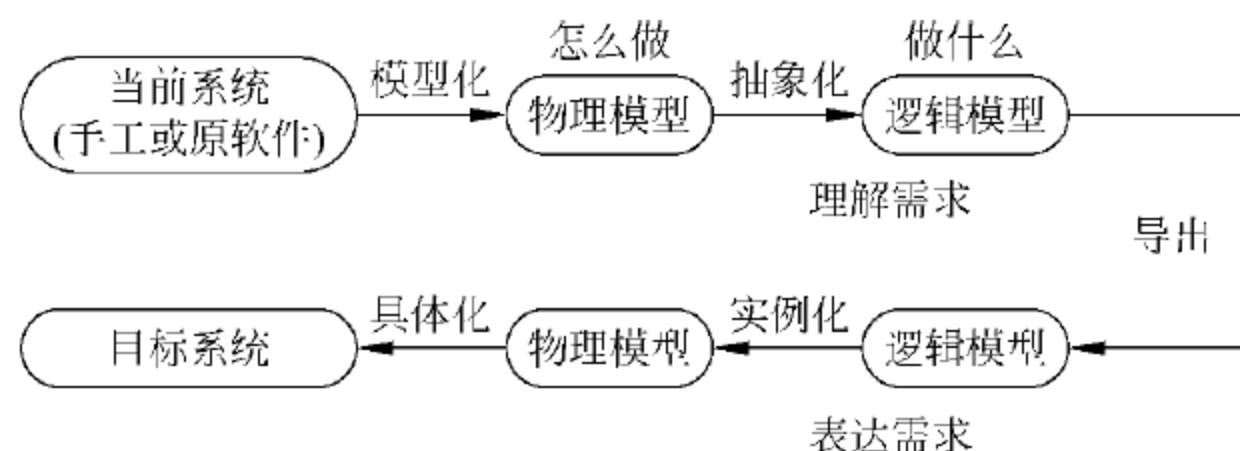 怎么做
做什么
当前系统
(手工或原软件)
模型化
物理模型
抽象化
逻辑模型
理解需求
导出
目标系统
具体化
物理模型
实例化
逻辑模型
表达需求